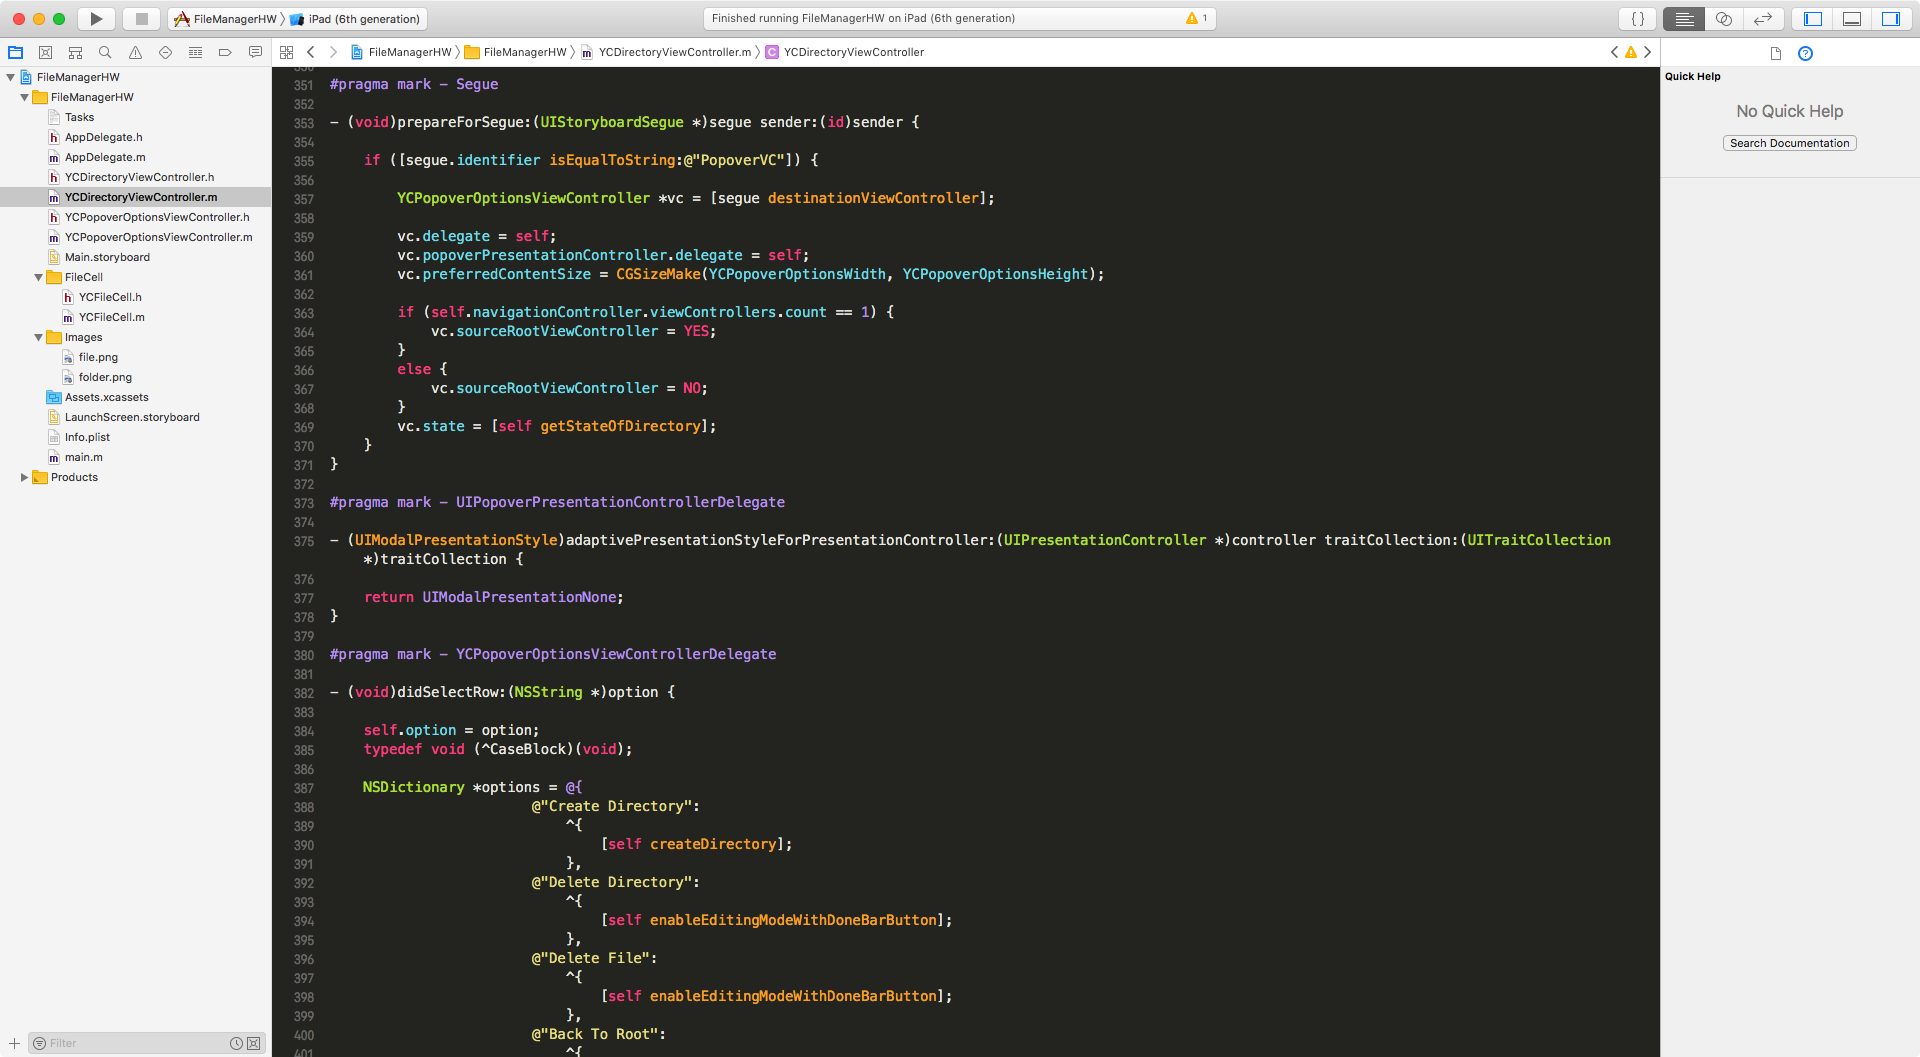 FileManagerHW
iPad (6th generation)
Finished running FileManagerHW on iPad (6th generation)
1
{}
FileManagerHW
FileManagerHW
YCDirectoryViewController.m
C
YCDirectoryViewController
FileManagerHW
FileManagerHW
Tasks
h AppDelegate.h
m AppDelegate.m
h YCDirectoryViewController.h
m YCDirectoryViewController.m
h YCPopoverOptionsViewController.h
m YCPopoverOptionsViewController.m
Main.storyboard
FileCell
h YCFileCell.h
m YCFileCell.m
Images
file.png
folder.png
Assets.xcassets
LaunchScreen.storyboard
Info.plist
m main.m
Products
Filter
351 #pragma mark - Segue
352
353 - (void)prepareForSegue:(UIStoryboardSegue *)segue sender:(id)sender {
354
355     if ([segue.identifier isEqualToString:@"PopoverVC"]) {
356
357         YCPopoverOptionsViewController *vc = [segue destinationViewController];
358
359         vc.delegate = self;
360         vc.popoverPresentationController.delegate = self;
361         vc.preferredContentSize = CGSizeMake(YCPopoverOptionsWidth, YCPopoverOptionsHeight);
362
363         if (self.navigationController.viewControllers.count == 1) {
364             vc.sourceRootViewController = YES;
365         }
366         else {
367             vc.sourceRootViewController = NO;
368         }
369         vc.state = [self getStateOfDirectory];
370     }
371 }
372
373 #pragma mark - UIPopoverPresentationControllerDelegate
374
375 - (UIModalPresentationStyle)adaptivePresentationStyleForPresentationController:(UIPresentationController *)controller traitCollection:(UITraitCollection
*)traitCollection {
376
377     return UIModalPresentationNone;
378 }
379
380 #pragma mark - YCPopoverOptionsViewControllerDelegate
381
382 - (void)didSelectRow:(NSString *)option {
383
384     self.option = option;
385     typedef void (^CaseBlock)(void);
386
387     NSDictionary *options = @{
388                         @"Create Directory":
389                             ^{
390                                 [self createDirectory];
391                             },
392                         @"Delete Directory":
393                             ^{
394                                 [self enableEditingModeWithDoneBarButton];
395                             },
396                         @"Delete File":
397                             ^{
398                                 [self enableEditingModeWithDoneBarButton];
399                             },
400                         @"Back To Root":
401                             ^{
Quick Help
No Quick Help
Search Documentation